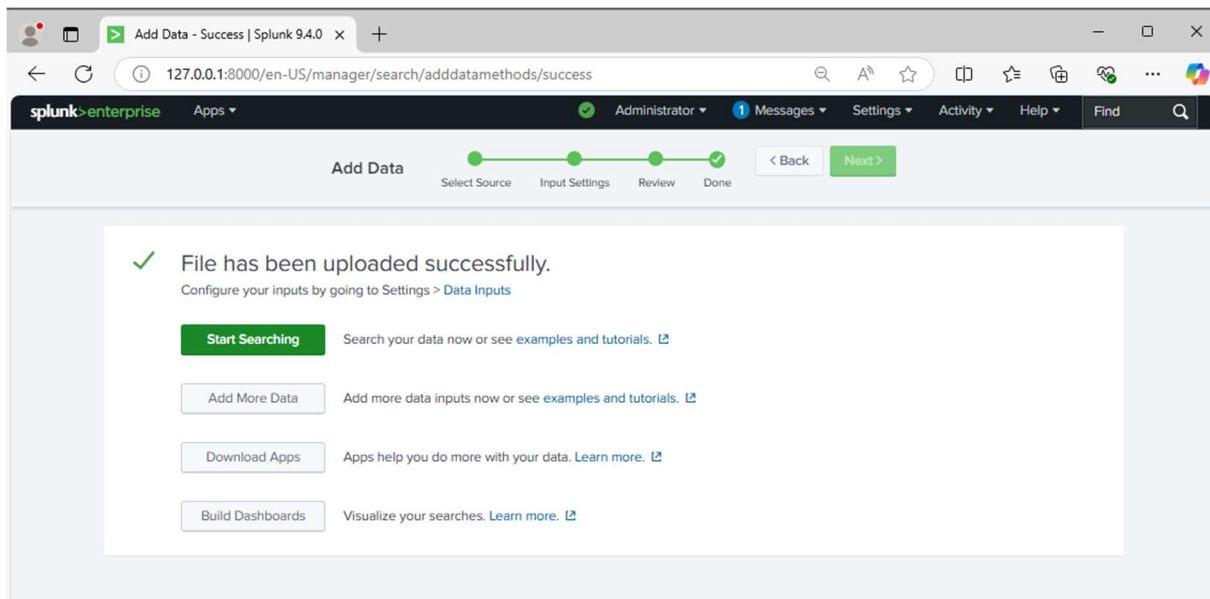 Add Data - Success | Splunk 9.4.0
127.0.0.1:8000/en-US/manager/search/adddatamethods/success
splunk>enterprise Apps Administrator 1 Messages Settings Activity Help Find
Add Data Select Source Input Settings Review Done < Back Next >
File has been uploaded successfully.
Configure your inputs by going to Settings > Data Inputs
Start Searching Search your data now or see examples and tutorials.
Add More Data Add more data inputs now or see examples and tutorials.
Download Apps Apps help you do more with your data. Learn more.
Build Dashboards Visualize your searches. Learn more.